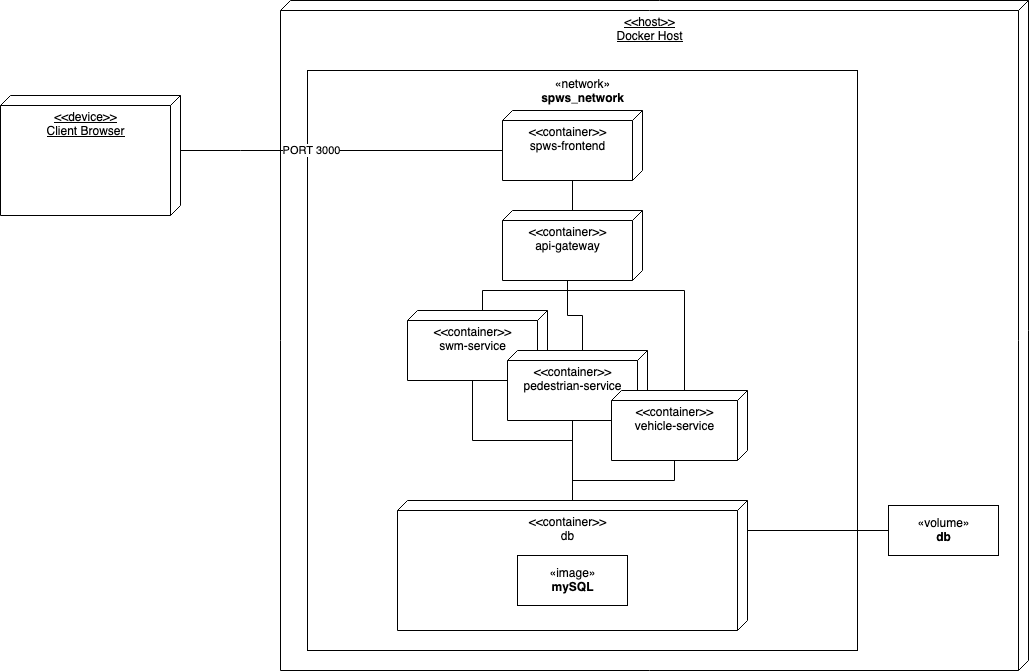 <<host>>
Docker Host
«network»
spws_network
<<device>>
Client Browser
PORT 3000
<<container>>
spws-frontend
<<container>>
api-gateway
<<container>>
swm-service
<<container>>
pedestrian-service
<<container>>
vehicle-service
<<container>>
db
«image»
mySQL
«volume»
db